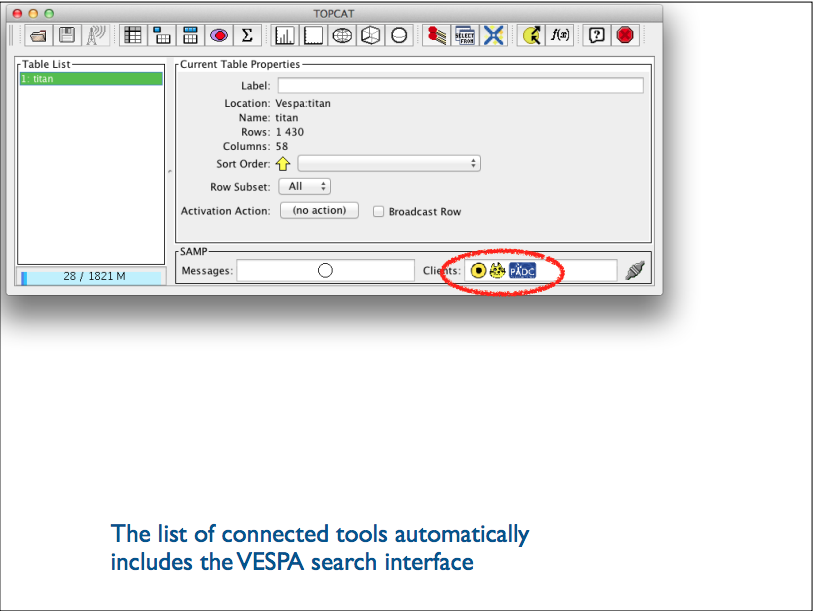 TOPCAT
SELECT
FROM
f(x)
?
Table List
1: titan
28 / 1821 M
Current Table Properties
Label:
Location: Vespa:titan
Name: titan
Rows: 1 430
Columns: 58
Sort Order:
Row Subset: All
Activation Action: (no action) Broadcast Row
SAMP
Messages: Clients: PADC
The list of connected tools automatically
includes the VESPA search interface